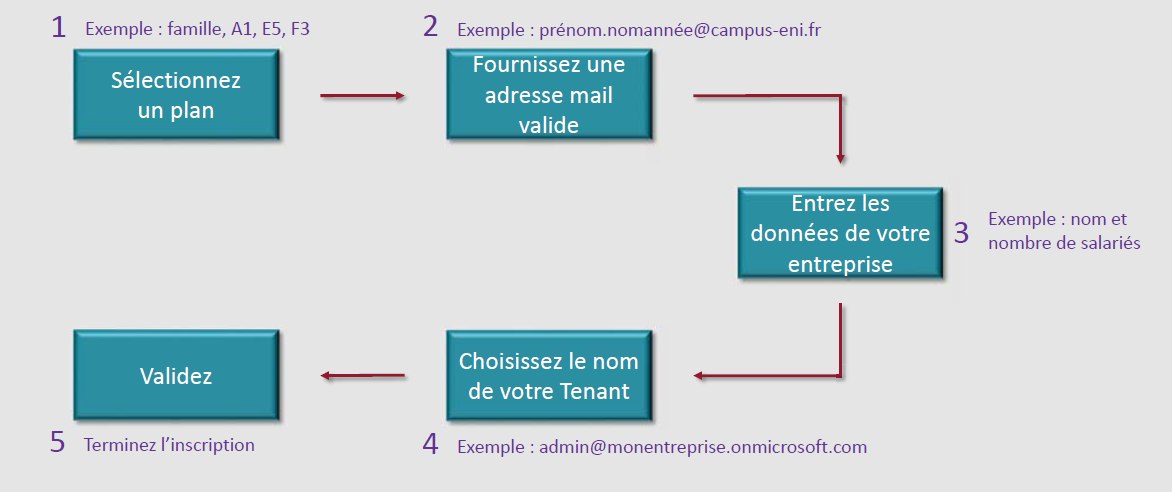 1 Exemple : famille, A1, E5, F3
Sélectionnez
un plan
2 Exemple : prénom.nomannée@campus-eni.fr
Fournissez une
adresse mail
valide
Entrez les
données de votre
entreprise
3 Exemple : nom et
nombre de salariés
Choisissez le nom
de votre Tenant
4 Exemple : admin@monentreprise.onmicrosoft.com
Validez
5 Terminez l’inscription